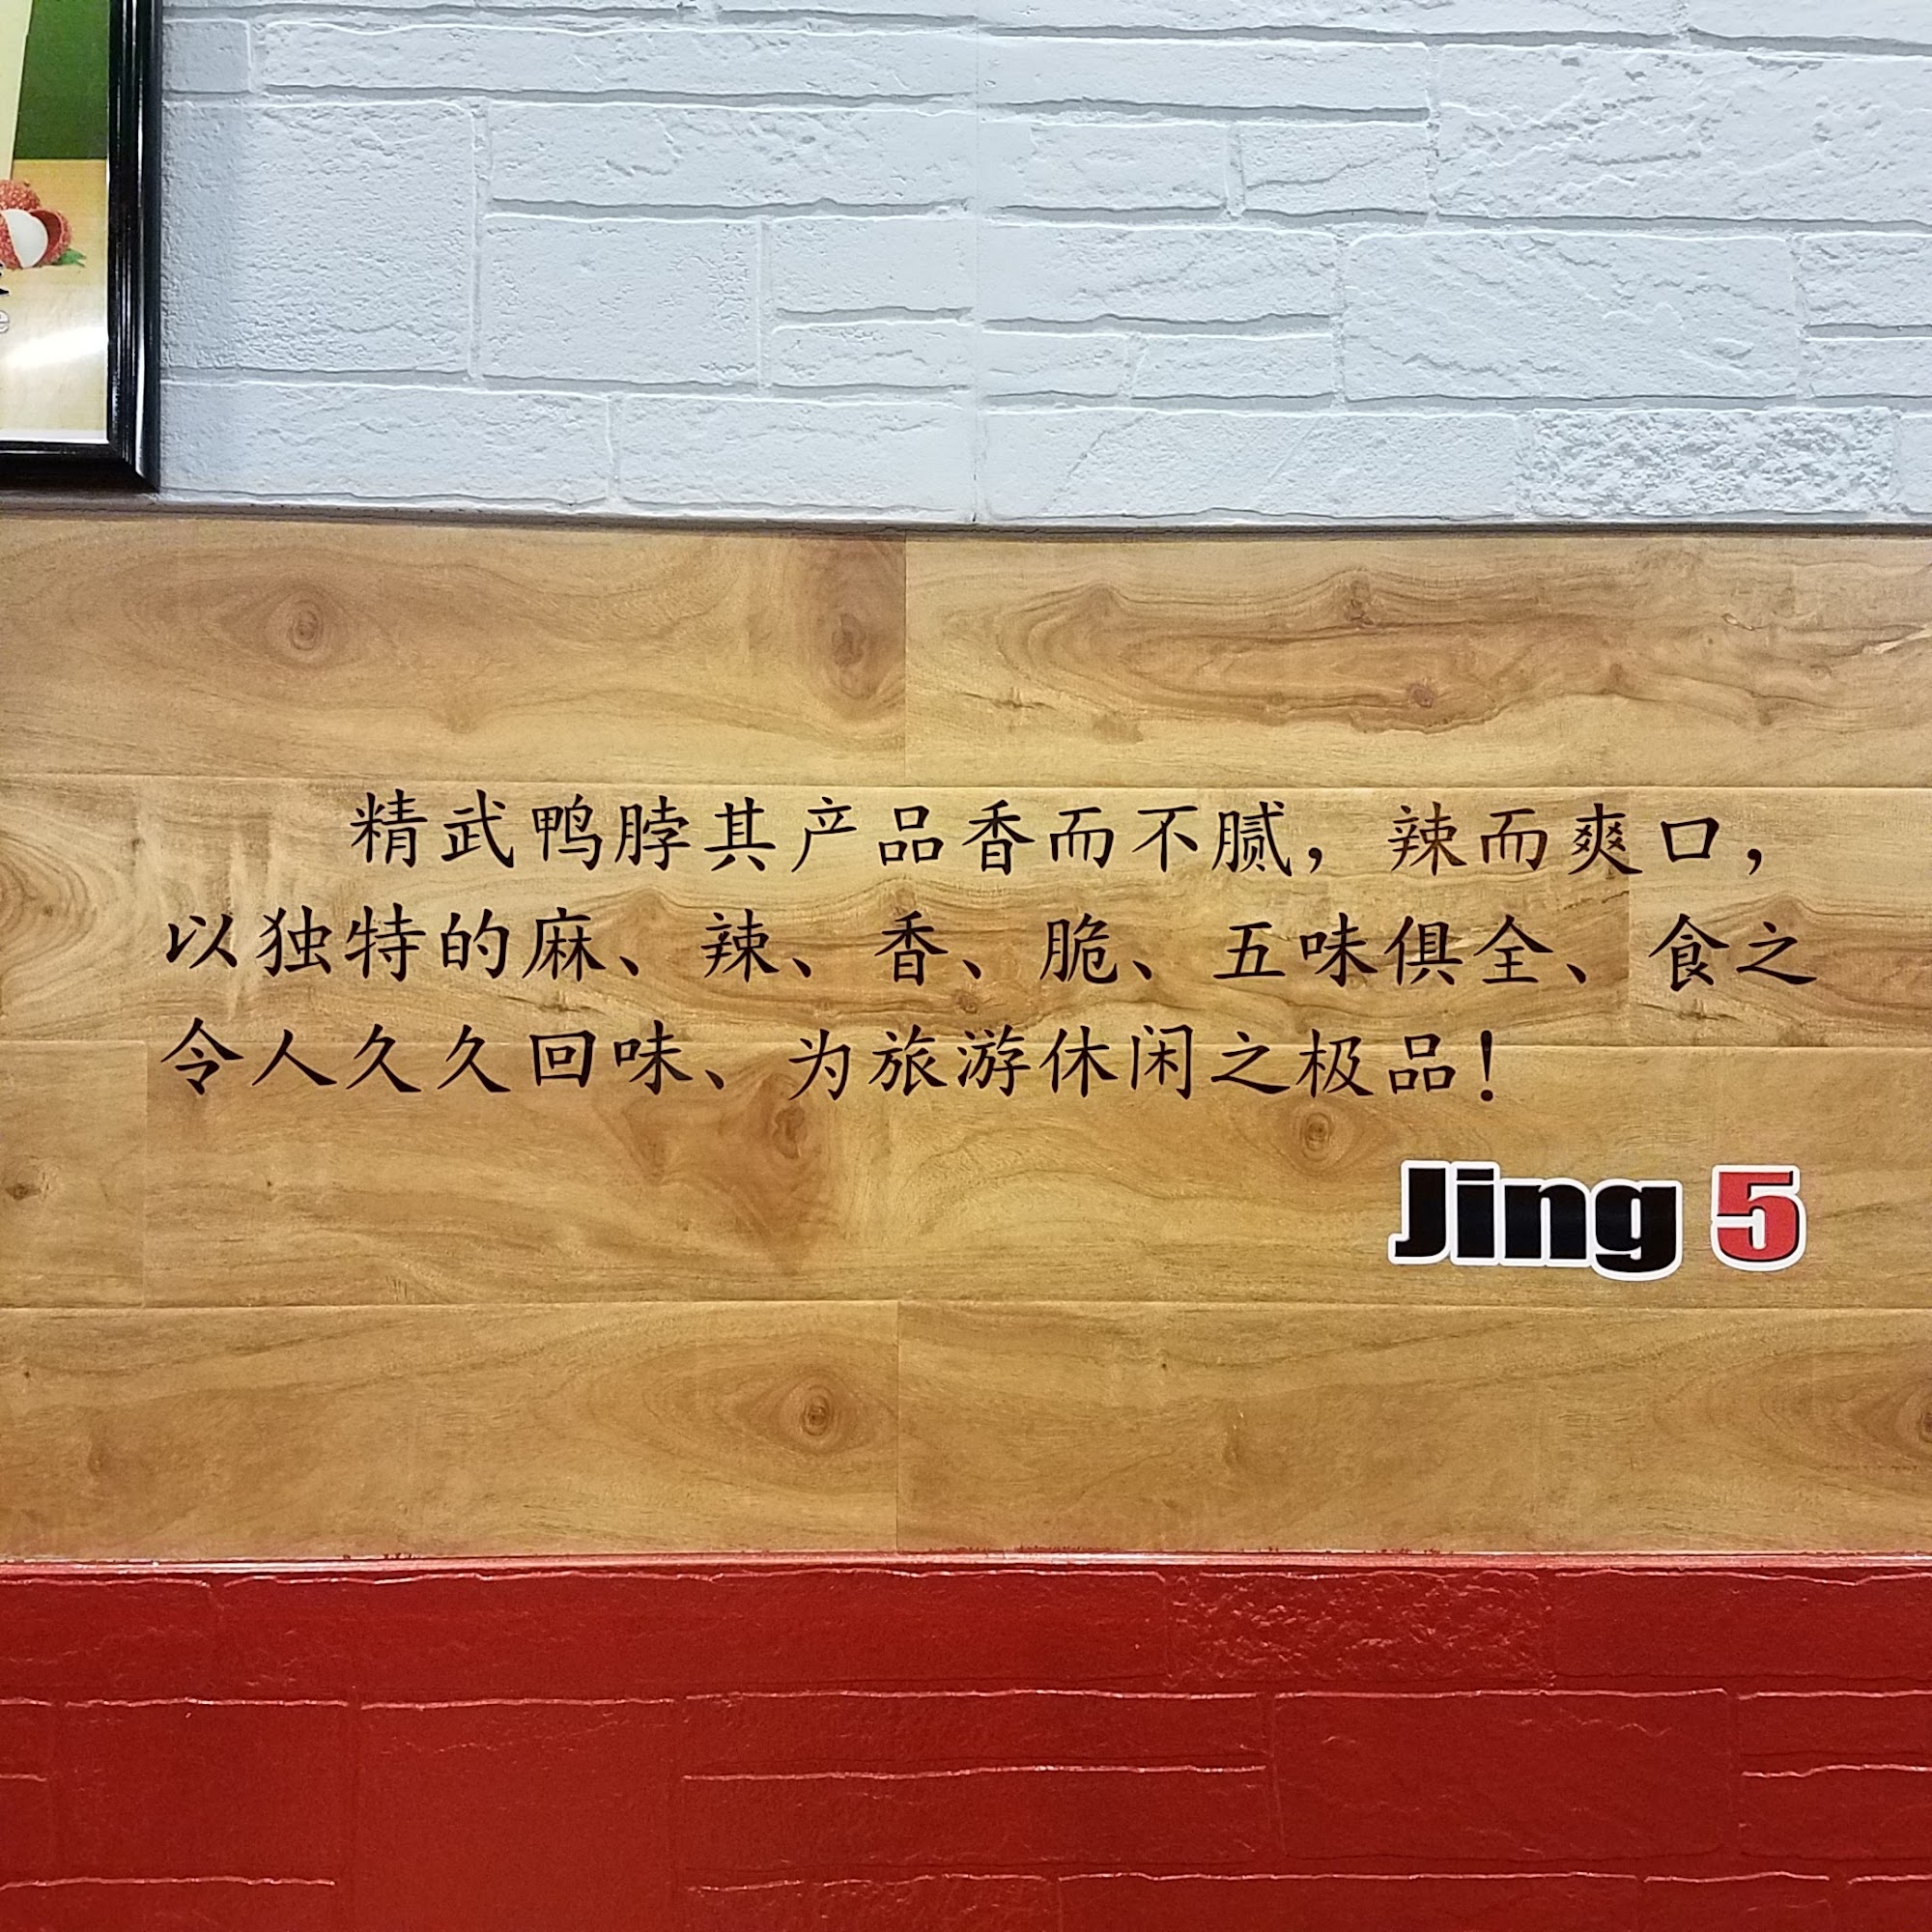 精武鸭脖其产品香而不腻，辣而爽口，
以独特的麻、辣、香、脆、五味俱全、食之
令人久久回味、为旅游休闲之极品！
Jing 5